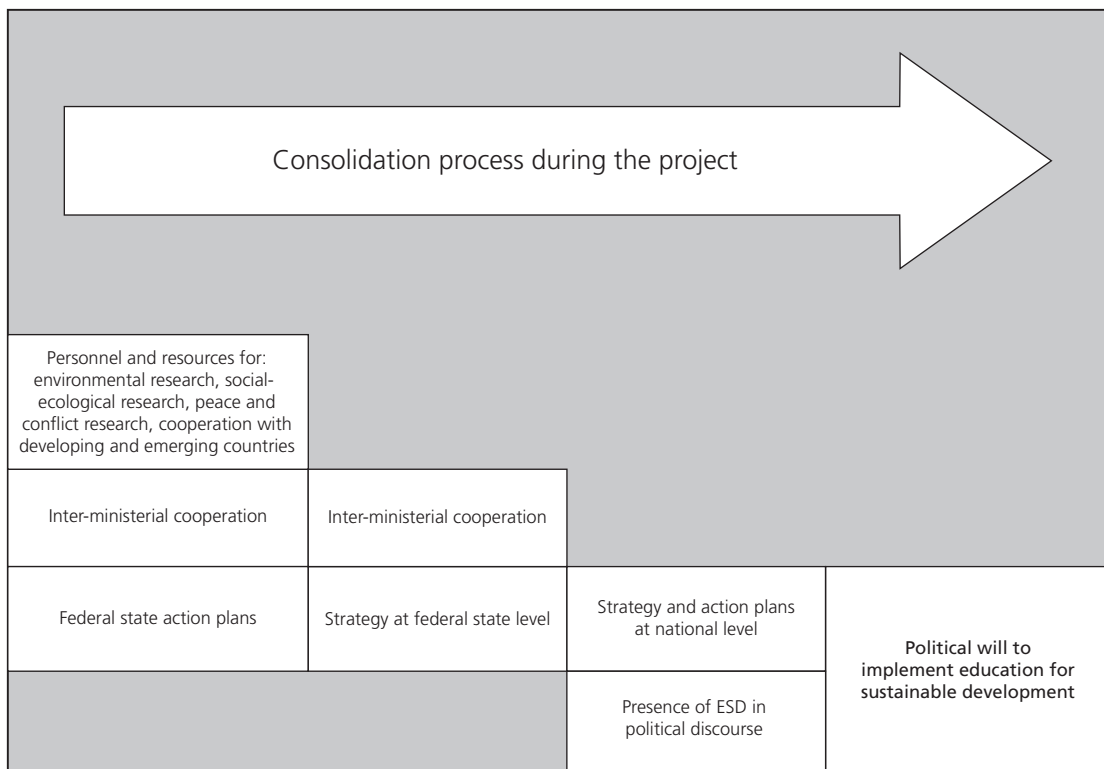 Consolidation process during the project
Personnel and resources for:
environmental research, social-
ecological research, peace and
conflict research, cooperation with
developing and emerging countries
Inter-ministerial cooperation
Inter-ministerial cooperation
Federal state action plans
Strategy at federal state level
Strategy and action plans
at national level
Political will to
implement education for
sustainable development
Presence of ESD in
political discourse